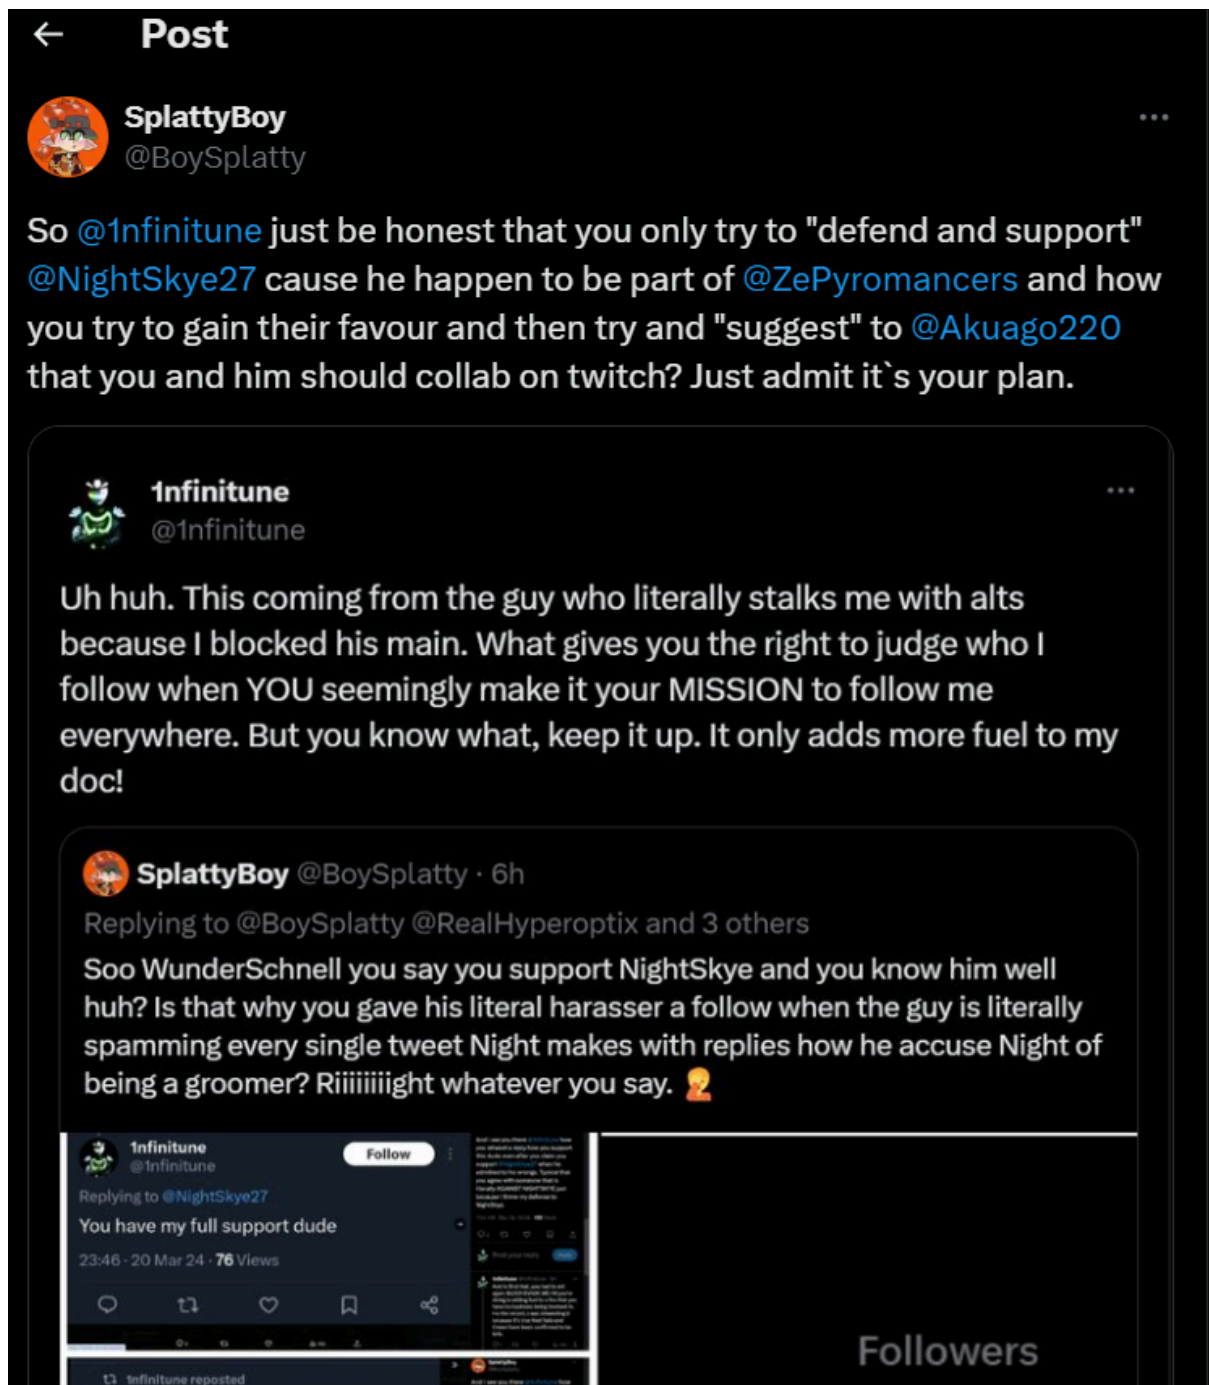 Post
SplattyBoy
@BoySplatty
So @1nfinitune just be honest that you only try to "defend and support"
@NightSkye27 cause he happen to be part of @ZePyromancers and how
you try to gain their favour and then try and "suggest" to @Akuago220
that you and him should collab on twitch? Just admit it`s your plan.
1nfinitune
@1nfinitune
Uh huh. This coming from the guy who literally stalks me with alts
because I blocked his main. What gives you the right to judge who I
follow when YOU seemingly make it your MISSION to follow me
everywhere. But you know what, keep it up. It only adds more fuel to my
doc!
SplattyBoy @BoySplatty · 6h
Replying to @BoySplatty @RealHyperoptix and 3 others
Soo WunderSchnell you say you support NightSkye and you know him well
huh? Is that why you gave his literal harasser a follow when the guy is literally
spamming every single tweet Night makes with replies how he accuse Night of
being a groomer? Riiiiiiiight whatever you say. 🤦
1nfinitune
@1nfinitune
Follow
Replying to @NightSkye27
You have my full support dude
23:46 · 20 Mar 24 · 76 Views
1nfinitune reposted
Followers